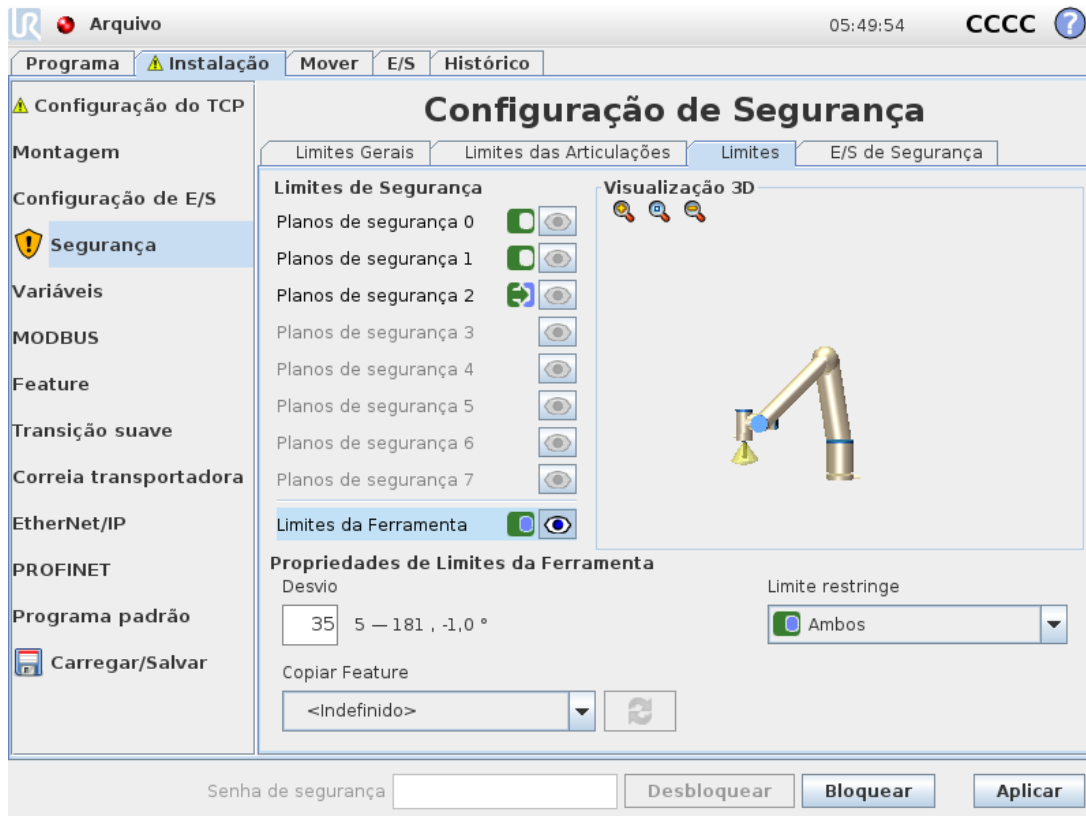 UR Arquivo 05:49:54 CCCC ?
Programa Instalação Mover E/S Histórico
Configuração do TCP
Montagem
Configuração de E/S
Segurança
Variáveis
MODBUS
Feature
Transição suave
Correia transportadora
EtherNet/IP
PROFINET
Programa padrão
Carregar/Salvar
Configuração de Segurança
Limites Gerais Limites das Articulações Limites E/S de Segurança
Limites de Segurança
Planos de segurança 0
Planos de segurança 1
Planos de segurança 2
Planos de segurança 3
Planos de segurança 4
Planos de segurança 5
Planos de segurança 6
Planos de segurança 7
Limites da Ferramenta
Visualização 3D
Propriedades de Limites da Ferramenta
Desvio
35 5 — 181 , -1,0 °
Limite restringe
Ambos
Copiar Feature
<Indefinido>
Senha de segurança Desbloquear Bloquear Aplicar